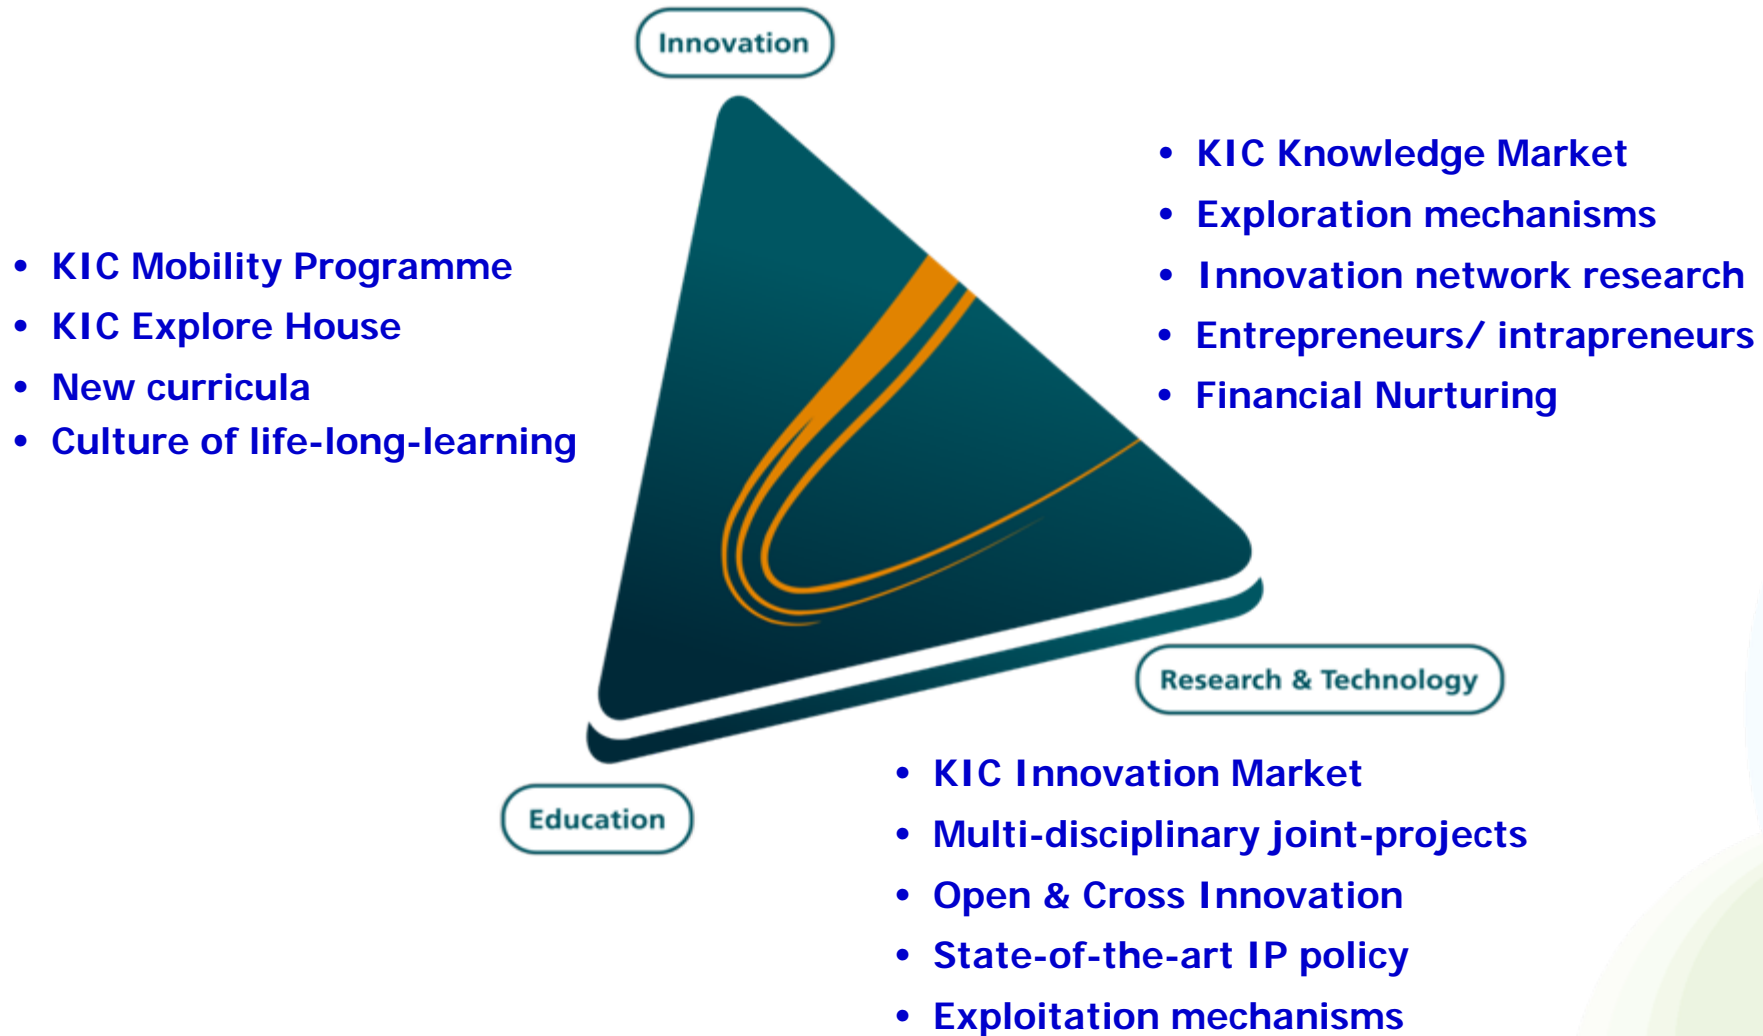 Innovation
• KIC Knowledge Market
• Exploration mechanisms
• Innovation network research
• Entrepreneurs/ intrapreneurs
• Financial Nurturing
• KIC Mobility Programme
• KIC Explore House
• New curricula
• Culture of life-long-learning
Research & Technology
Education
• KIC Innovation Market
• Multi-disciplinary joint-projects
• Open & Cross Innovation
• State-of-the-art IP policy
• Exploitation mechanisms